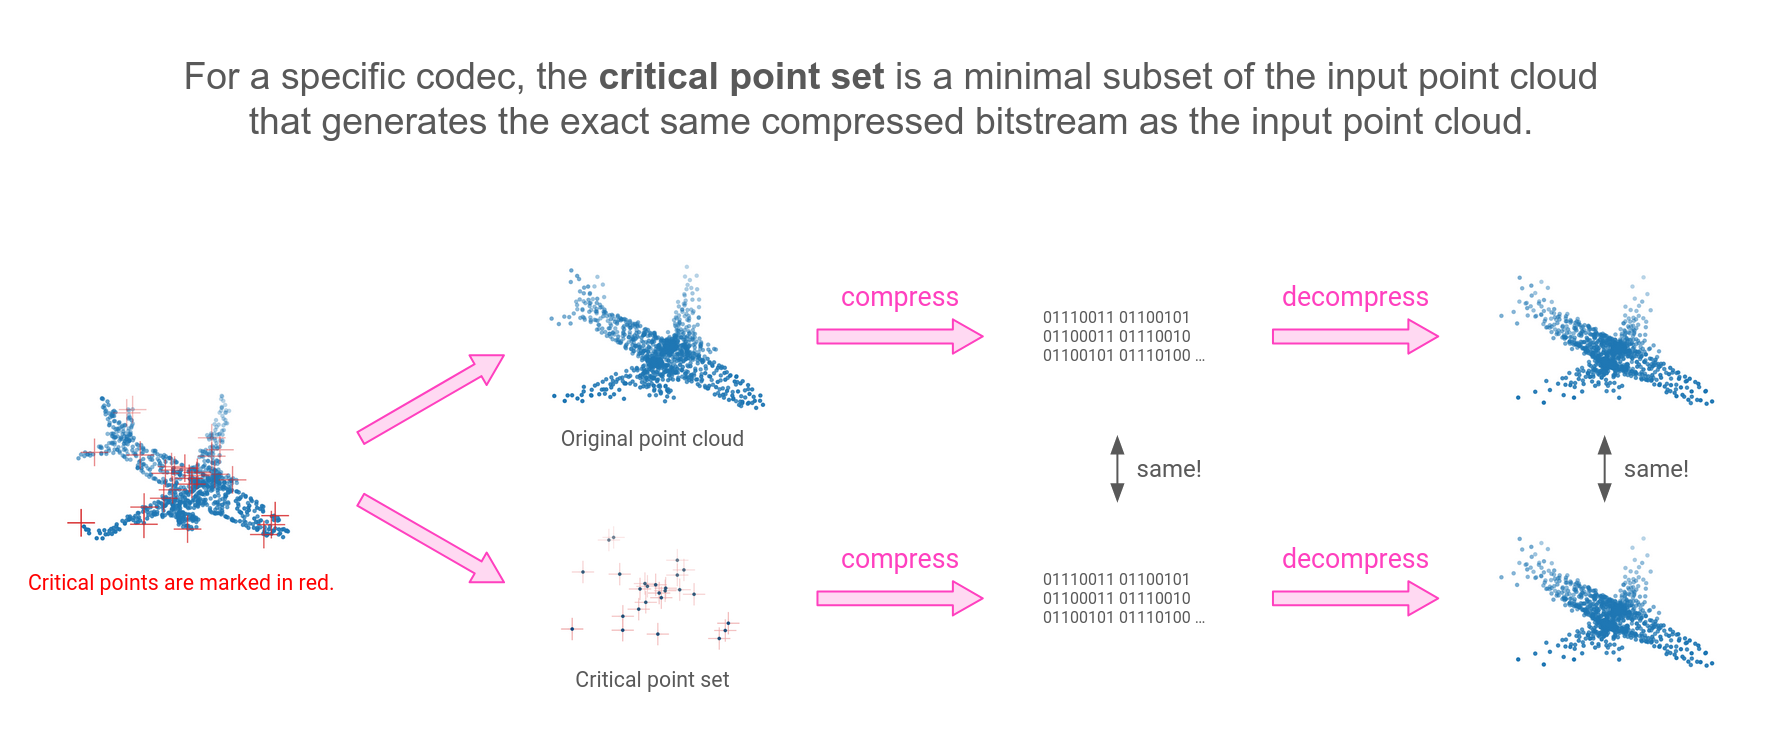 For a specific codec, the critical point set is a minimal subset of the input point cloud
that generates the exact same compressed bitstream as the input point cloud.
Critical points are marked in red.
Original point cloud
compress
01110011 01100101
01100011 01110010
01100101 01110100 ...
decompress
same!
same!
Critical point set
compress
01110011 01100101
01100011 01110010
01100101 01110100 ...
decompress